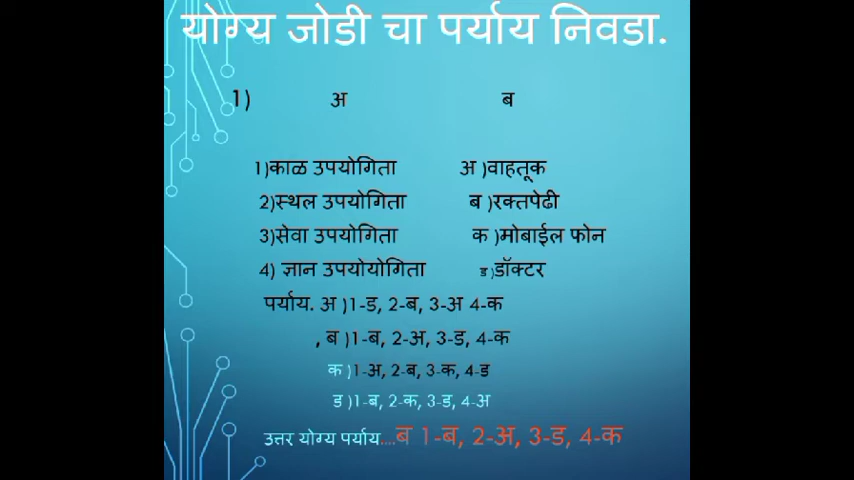 योग्य जोडी चा पर्याय निवडा.
1) अ ब
1)काळ उपयोगिता अ )वाहतूक
2)स्थल उपयोगिता ब )रक्तपेढी
3)सेवा उपयोगिता क )मोबाईल फोन
4) ज्ञान उपयोयोगिता ड )डॉक्टर
पर्याय. अ )1-ड, 2-ब, 3-अ 4-क
, ब )1-ब, 2-अ, 3-ड, 4-क
क )1-अ, 2-ब, 3-क, 4-ड
ड )1-ब, 2-क, 3-ड, 4-अ
उत्तर योग्य पर्याय....ब 1-ब, 2-अ, 3-ड, 4-क